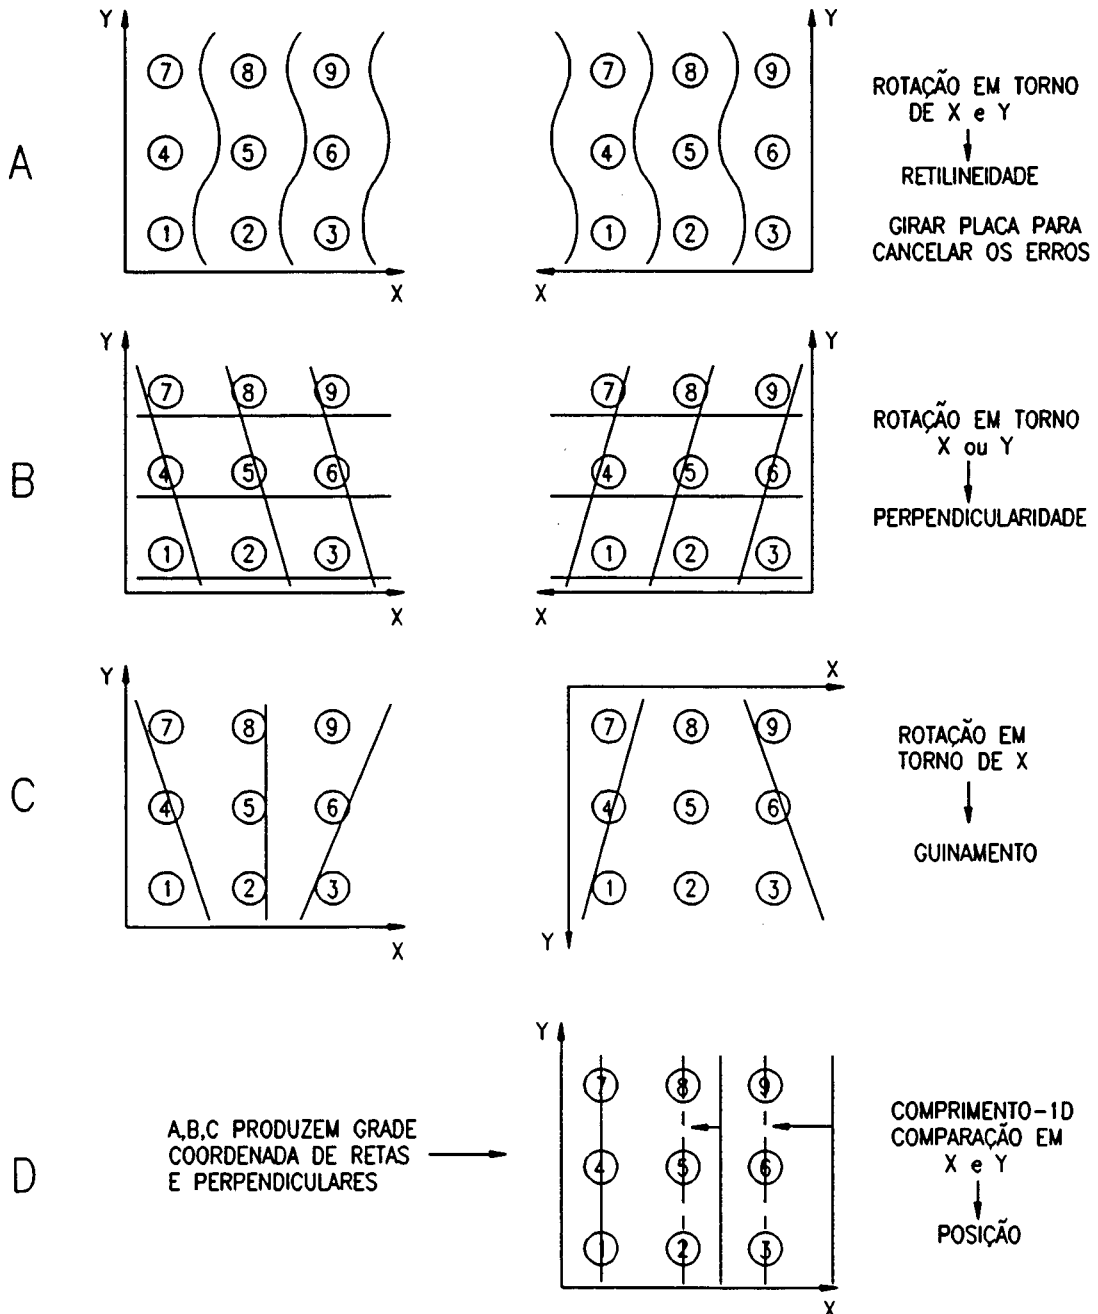 Y
Y
7 8 9
7 8 9
ROTAÇÃO EM TORNO
DE X e Y
A
4 5 6
4 5 6
RETILINEIDADE
1 2 3
1 2 3
GIRAR PLACA PARA
CANCELAR OS ERROS
X
X
Y
Y
7 8 9
7 8 9
ROTAÇÃO EM TORNO
X ou Y
B
4 5 6
4 5 6
PERPENDICULARIDADE
1 2 3
1 2 3
X
X
Y
X
7 8 9
7 8 9
ROTAÇÃO EM
TORNO DE X
C
4 5 6
4 5 6
GUINAMENTO
1 2 3
1 2 3
X
Y
Y
7 8 9
COMPRIMENTO-1D
COMPARAÇÃO EM
X e Y
D
A,B,C PRODUZEM GRADE
COORDENADA DE RETAS
E PERPENDICULARES
4 5 6
POSIÇÃO
1 2 3
X